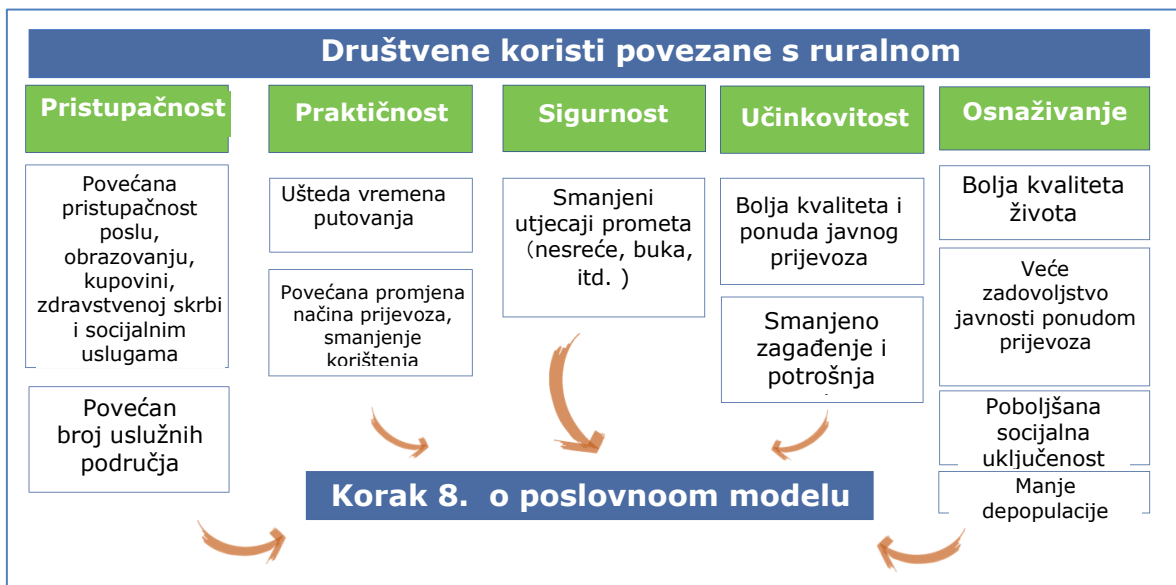 Društvene koristi povezane s ruralnom
Pristupačnost
Povećana
pristupačnost
poslu,
obrazovanju,
kupovini,
zdravstvenoj skrbi
i socijalnim
uslugama
Povećan
broj uslužnih
područja
Praktičnost
Ušteda vremena
putovanja
Povećana promjena
načina prijevoza,
smanjenje
korištenja
Sigurnost
Smanjeni
utjecaji prometa
(nesreće, buka,
itd. )
Učinkovitost
Bolja kvaliteta i
ponuda javnog
prijevoza
Smanjeno
zagađenje i
potrošnja
Osnaživanje
Bolja kvaliteta
života
Veće
zadovoljstvo
javnosti ponudom
prijevoza
Poboljšana
socijalna
uključenost
Manje
depopulacije
Korak 8.  o poslovnoom modelu